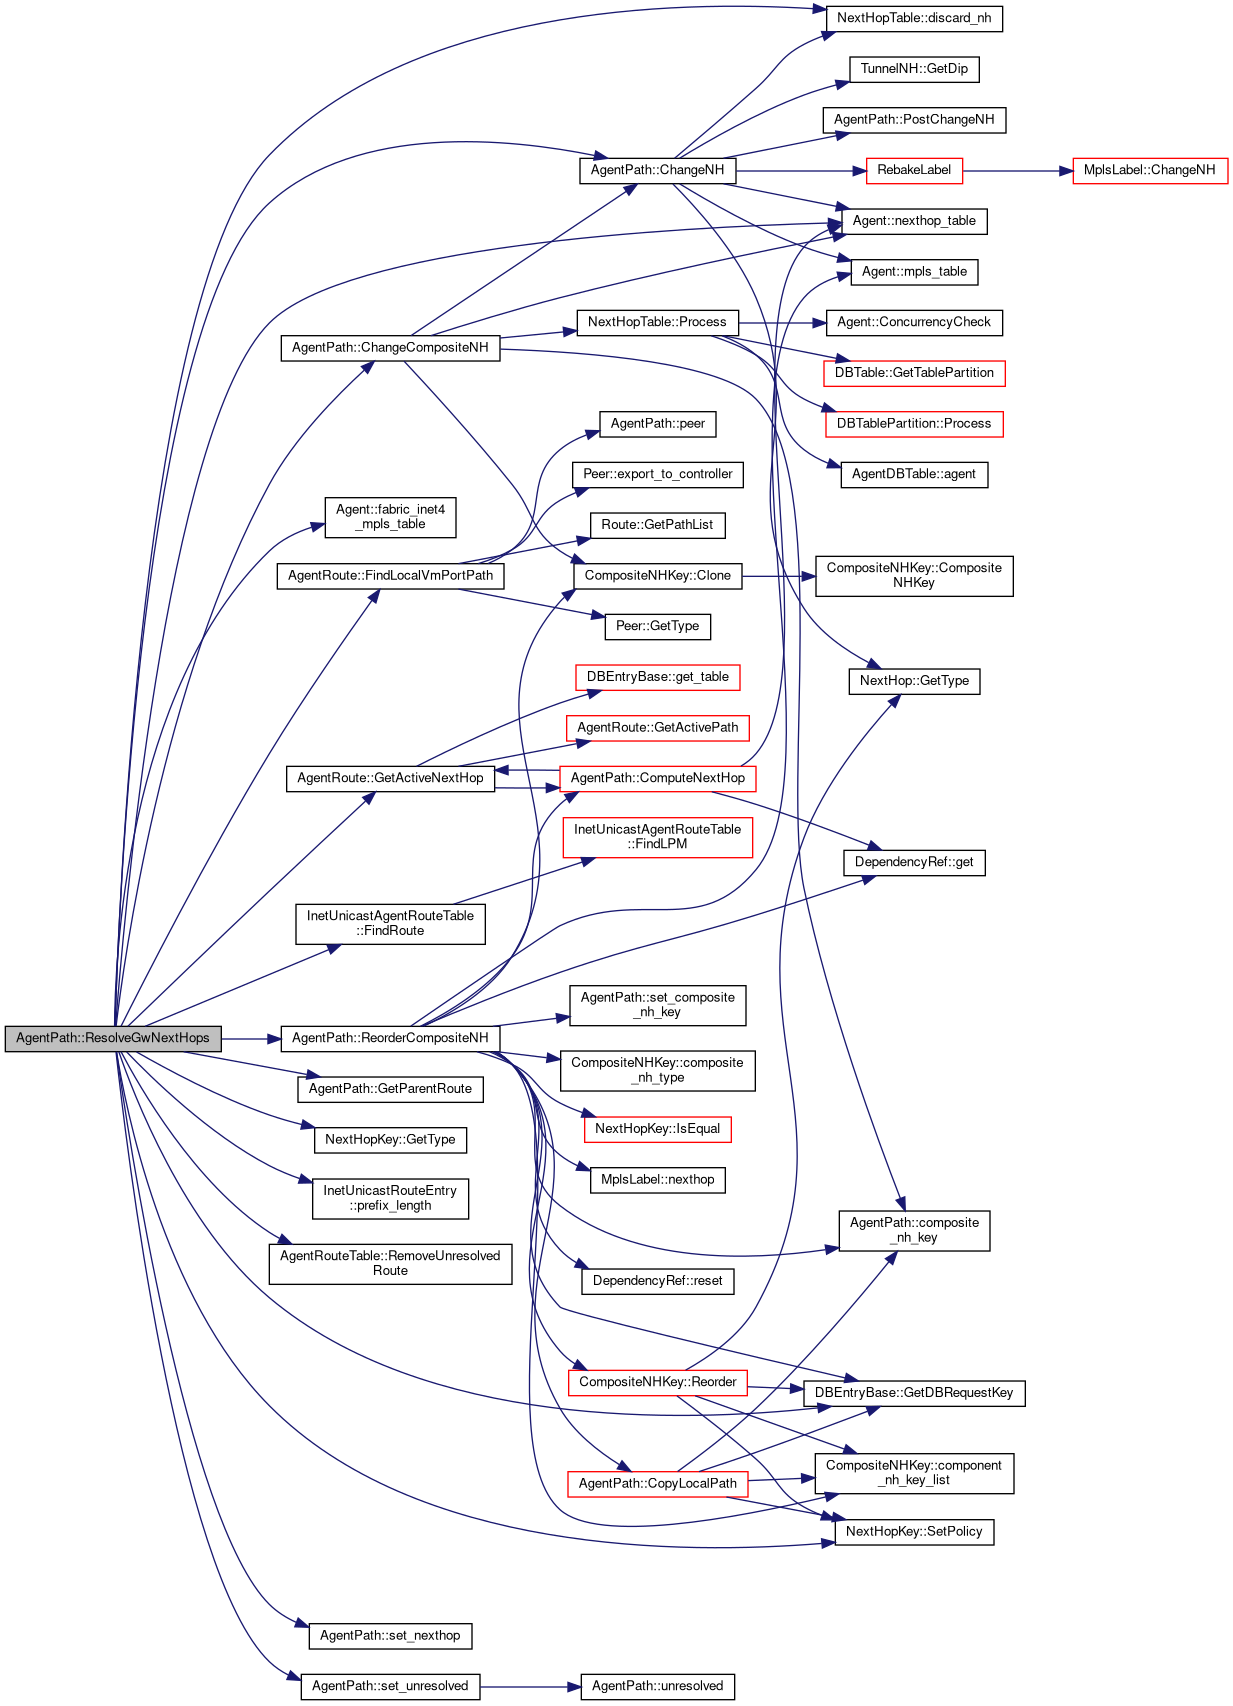 NextHopTable::discard_nh
TunnelNH::GetDip
AgentPath::PostChangeNH
AgentPath::ChangeNH
RebakeLabel
MplsLabel::ChangeNH
Agent::nexthop_table
Agent::mpls_table
NextHopTable::Process
Agent::ConcurrencyCheck
AgentPath::ChangeCompositeNH
DBTable::GetTablePartition
AgentPath::peer
DBTablePartition::Process
Peer::export_to_controller
AgentDBTable::agent
Agent::fabric_inet4
_mpls_table
Route::GetPathList
AgentRoute::FindLocalVmPortPath
CompositeNHKey::Clone
CompositeNHKey::Composite
NHKey
Peer::GetType
DBEntryBase::get_table
NextHop::GetType
AgentRoute::GetActivePath
AgentRoute::GetActiveNextHop
AgentPath::ComputeNextHop
InetUnicastAgentRouteTable
::FindLPM
DependencyRef::get
InetUnicastAgentRouteTable
::FindRoute
AgentPath::set_composite
_nh_key
AgentPath::ResolveGwNextHops
AgentPath::ReorderCompositeNH
CompositeNHKey::composite
_nh_type
AgentPath::GetParentRoute
NextHopKey::IsEqual
NextHopKey::GetType
MplsLabel::nexthop
InetUnicastRouteEntry
::prefix_length
AgentPath::composite
_nh_key
AgentRouteTable::RemoveUnresolved
Route
DependencyRef::reset
CompositeNHKey::Reorder
DBEntryBase::GetDBRequestKey
AgentPath::CopyLocalPath
CompositeNHKey::component
_nh_key_list
NextHopKey::SetPolicy
AgentPath::set_nexthop
AgentPath::set_unresolved
AgentPath::unresolved